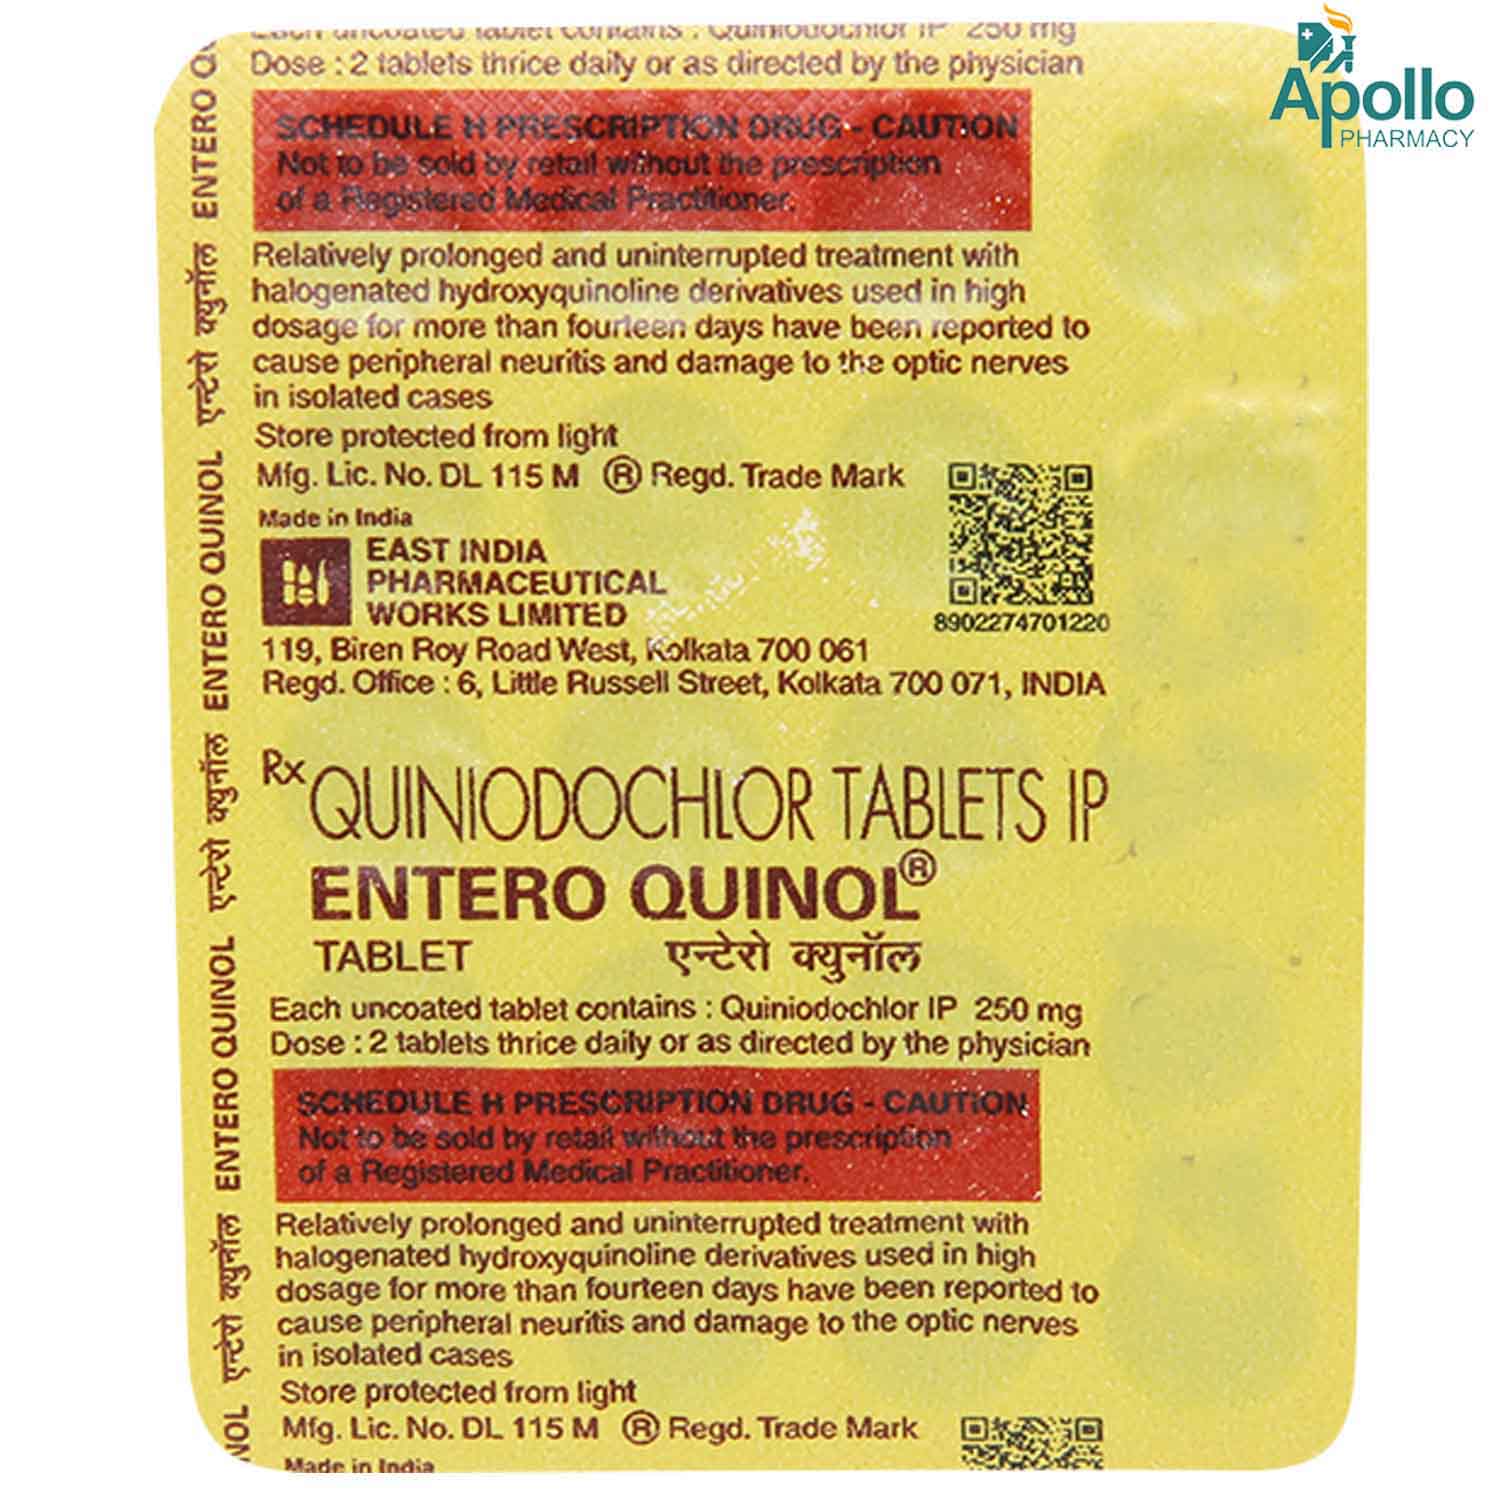 Apollo
PHARMACY
Each uncoated tablet contains : Quiniodochlor IP 250 mg
Dose : 2 tablets thrice daily or as directed by the physician
SCHEDULE H PRESCRIPTION DRUG - CAUTION
Not to be sold by retail without the prescription
of a Registered Medical Practitioner.
Relatively prolonged and uninterrupted treatment with
halogenated hydroxyquinoline derivatives used in high
dosage for more than fourteen days have been reported to
cause peripheral neuritis and damage to the optic nerves
in isolated cases
Store protected from light
Mfg. Lic. No. DL 115 M ® Regd. Trade Mark
Made in India
EAST INDIA
PHARMACEUTICAL
WORKS LIMITED
8902274701220
119, Biren Roy Road West, Kolkata 700 061
Regd. Office : 6, Little Russell Street, Kolkata 700 071, INDIA
Rx QUINIODOCHLOR TABLETS IP
ENTERO QUINOL®
TABLET एन्टेरो क्युनॉल
Each uncoated tablet contains : Quiniodochlor IP 250 mg
Dose : 2 tablets thrice daily or as directed by the physician
SCHEDULE H PRESCRIPTION DRUG - CAUTION
Not to be sold by retail without the prescription
of a Registered Medical Practitioner.
Relatively prolonged and uninterrupted treatment with
halogenated hydroxyquinoline derivatives used in high
dosage for more than fourteen days have been reported to
cause peripheral neuritis and damage to the optic nerves
in isolated cases
Store protected from light
Mfg. Lic. No. DL 115 M ® Regd. Trade Mark
Made in India
NOL एन्टेरो क्युनॉल ENTERO QUINOL एन्टेरो क्युनॉल ENTERO QUINOL एन्टेरो क्युनॉल ENTERO Q